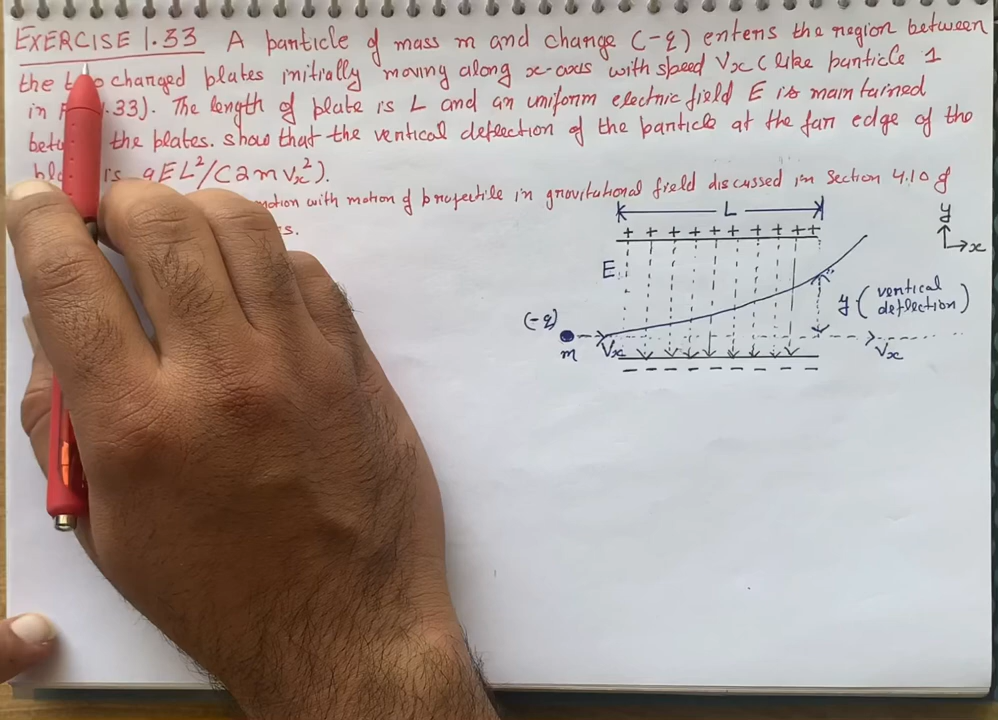 EXERCISE 1.33 A particle of mass m and charge (-q) enters the region between
the charged plates initially moving along x-axis with speed Vx (like particle 1
in .33). The length of plate is L and an uniform electric field E is maintained
the plates. show that the vertical deflection of the particle at the far edge of the
is qEL²/(2mVx²).
motion with motion of projectile in gravitational field discussed in section 4.10 of
L
y
x
+ + + + + + + + +
E
y (vertical deflection)
(-q)
m
Vx
Vx
- - - - - - - - -